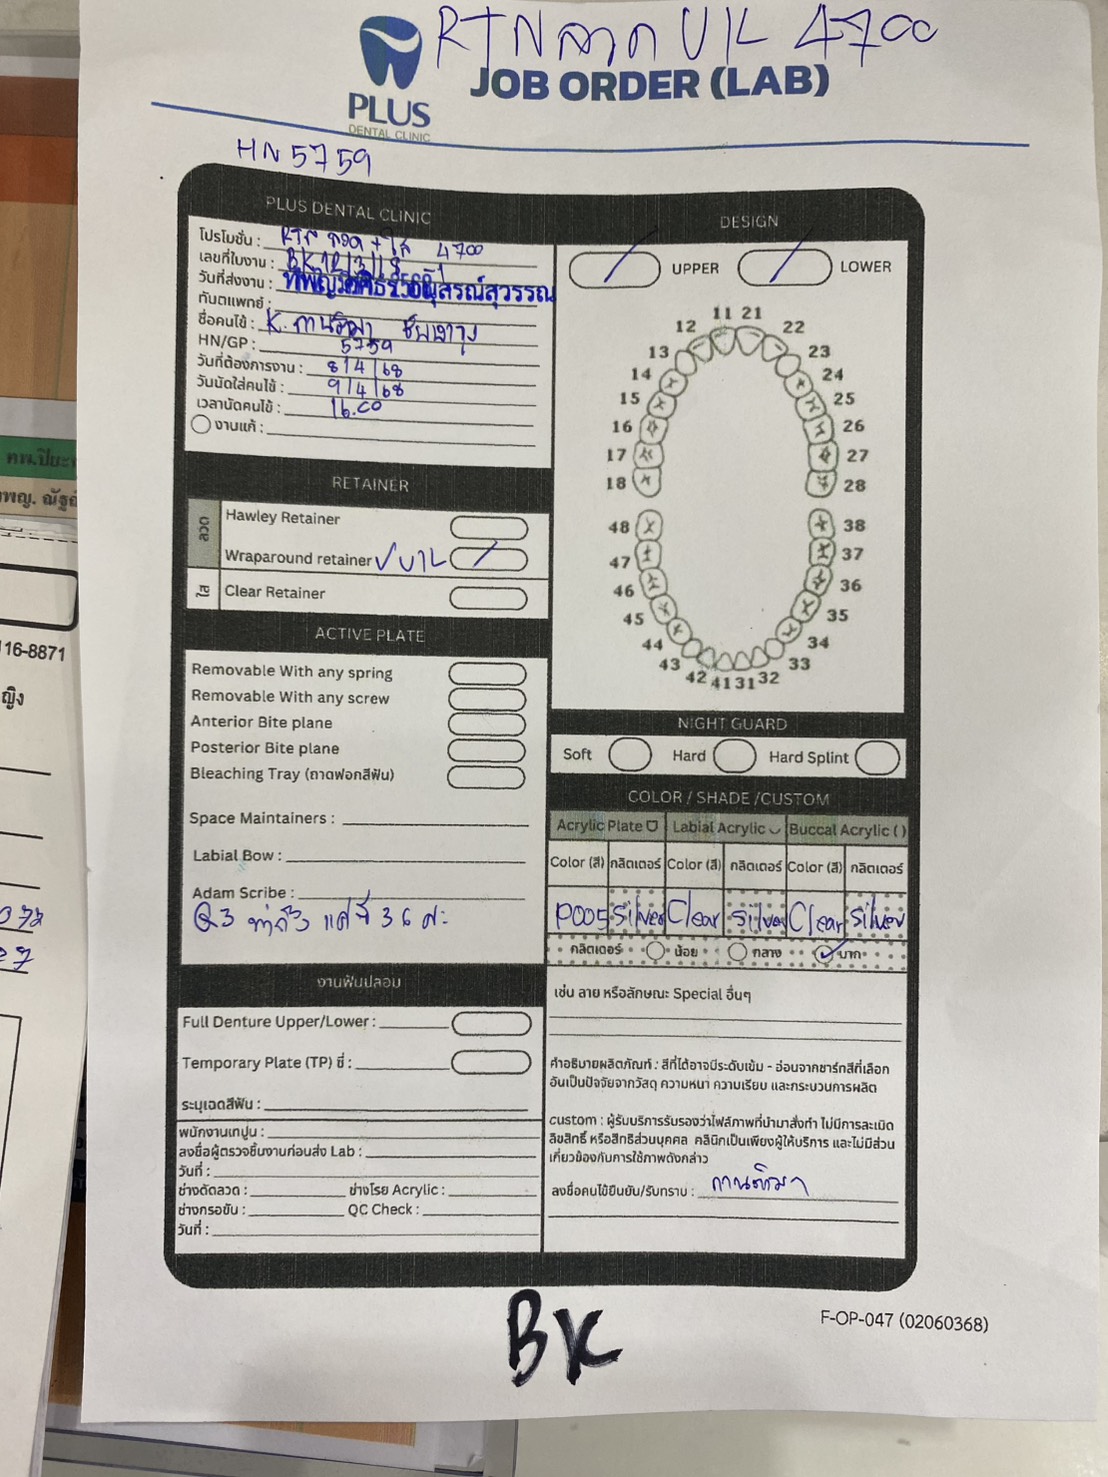 RTN ลวด U/L 4700
JOB ORDER (LAB)
PLUS
DENTAL CLINIC
HN 5759
PLUS DENTAL CLINIC
โปรโมชั่น : RTN ลวด + ใส 4700
เลขที่ใบงาน :
วันที่ส่งงาน :
ทันตแพทย์ :
ชื่อคนไข้ : K.
HN/GP : 5759
วันที่ต้องการงาน : 8/4/68
วันนัดใส่คนไข้ : 9/4/68
เวลานัดคนไข้ : 16.00
งานแก้ :
DESIGN
UPPER
LOWER
11 21
12 22
13 23
14 24
15 25
16 26
17 27
18 28
48 38
47 37
46 36
45 35
44 34
43 33
42 41 31 32
RETAINER
ลวด
Hawley Retainer
Wraparound retainer ✓ U/L
ใส
Clear Retainer
ACTIVE PLATE
Removable With any spring
Removable With any screw
Anterior Bite plane
Posterior Bite plane
Bleaching Tray (ถาดฟอกสีฟัน)
Space Maintainers :
Labial Bow :
Adam Scribe :
Q3 ทำถึง แค่ซี่ 36 ค่ะ
NIGHT GUARD
Soft
Hard
Hard Splint
COLOR / SHADE /CUSTOM
Acrylic Plate
Labial Acrylic
Buccal Acrylic ( )
Color (สี) กลิตเตอร์ Color (สี) กลิตเตอร์ Color (สี) กลิตเตอร์
P005 Silver Clear silver Clear silver
กลิตเตอร์ น้อย กลาง ✓ มาก
เช่น ลาย หรือลักษณะ Special อื่นๆ
คำอธิบายผลิตภัณฑ์ : สีที่ได้อาจมีระดับเข้ม - อ่อนจากชาร์ทสีที่เลือก
อันเป็นปัจจัยจากวัสดุ ความหนา ความเรียบ และกระบวนการผลิต
custom : ผู้รับบริการรับรองว่าไฟล์ภาพที่นำมาสั่งทำ ไม่มีการละเมิด
ลิขสิทธิ์ หรือสิทธิส่วนบุคคล คลินิกเป็นเพียงผู้ให้บริการ และไม่มีส่วน
เกี่ยวข้องกับการใช้ภาพดังกล่าว
ลงชื่อคนไข้ยืนยัน/รับทราบ :
งานฟันปลอม
Full Denture Upper/Lower :
Temporary Plate (TP) ซี่ :
ระบุเฉดสีฟัน :
พนักงานเทปูน :
ลงชื่อผู้ตรวจชิ้นงานก่อนส่ง Lab :
วันที่ :
ช่างดัดลวด : ช่างโรย Acrylic :
ช่างกรอขัน : QC Check :
วันที่ :
BK
F-OP-047 (02060368)
116-8871